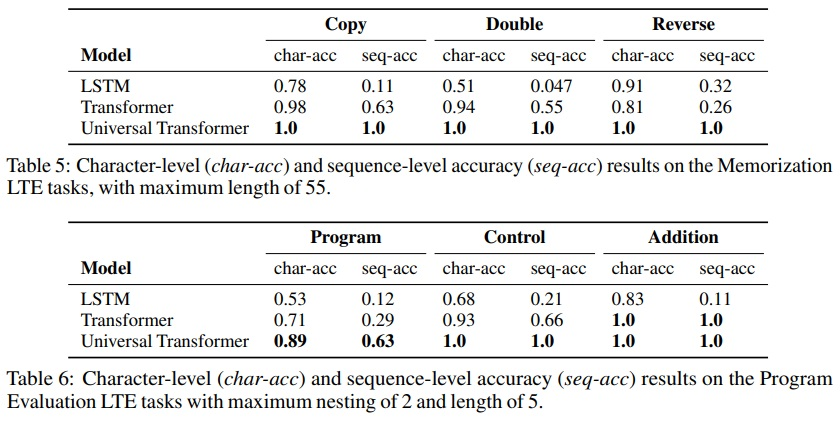 Copy Double Reverse
Model char-acc seq-acc char-acc seq-acc char-acc seq-acc
LSTM 0.78 0.11 0.51 0.047 0.91 0.32
Transformer 0.98 0.63 0.94 0.55 0.81 0.26
Universal Transformer 1.0 1.0 1.0 1.0 1.0 1.0
Table 5: Character-level (char-acc) and sequence-level accuracy (seq-acc) results on the Memorization
LTE tasks, with maximum length of 55.
Program Control Addition
Model char-acc seq-acc char-acc seq-acc char-acc seq-acc
LSTM 0.53 0.12 0.68 0.21 0.83 0.11
Transformer 0.71 0.29 0.93 0.66 1.0 1.0
Universal Transformer 0.89 0.63 1.0 1.0 1.0 1.0
Table 6: Character-level (char-acc) and sequence-level accuracy (seq-acc) results on the Program
Evaluation LTE tasks with maximum nesting of 2 and length of 5.